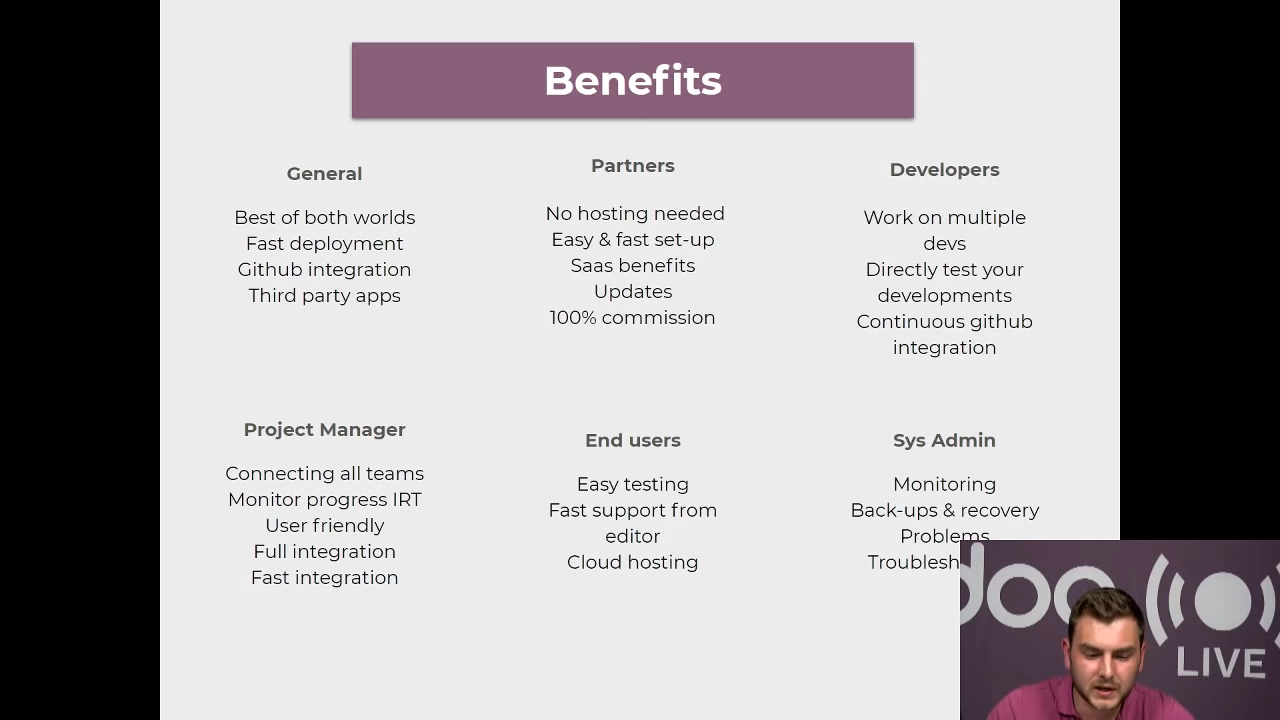 Benefits
General
Best of both worlds
Fast deployment
Github integration
Third party apps
Partners
No hosting needed
Easy & fast set-up
Saas benefits
Updates
100% commission
Developers
Work on multiple
devs
Directly test your
developments
Continuous github
integration
Project Manager
Connecting all teams
Monitor progress IRT
User friendly
Full integration
Fast integration
End users
Easy testing
Fast support from
editor
Cloud hosting
Sys Admin
Monitoring
Back-ups & recovery
Problems
Troublesh
doo
LIVE